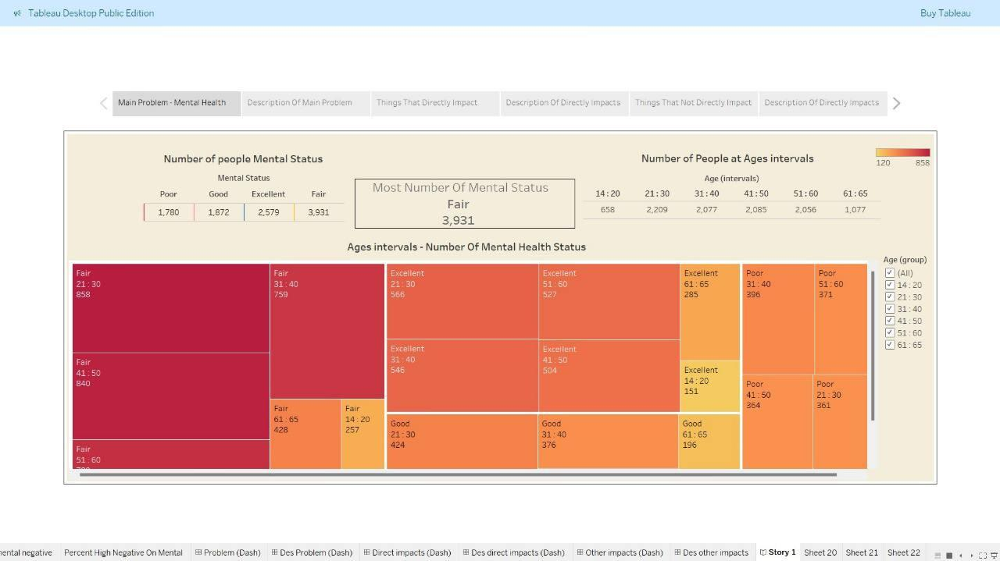 Tableau Desktop Public Edition
Buy Tableau
Main Problem - Mental Health
Description Of Main Problem
Things That Directly Impact
Description Of Directly Impacts
Things That Not Directly Impact
Description Of Directly Impacts
Number of people Mental Status
Mental Status
Poor Good Excellent Fair
1,780 1,872 2,579 3,931
Most Number Of Mental Status
Fair
3,931
Number of People at Ages intervals
Age (intervals)
14 : 20 21 : 30 31 : 40 41 : 50 51 : 60 61 : 65
658 2,209 2,077 2,085 2,056 1,077
120 858
Ages intervals - Number Of Mental Health Status
Fair
21 : 30
858
Fair
41 : 50
840
Fair
51 : 60
Fair
31 : 40
759
Fair
61 : 65
428
Fair
14 : 20
257
Excellent
21 : 30
566
Excellent
51 : 60
527
Excellent
31 : 40
546
Excellent
41 : 50
504
Excellent
61 : 65
285
Excellent
14 : 20
151
Good
21 : 30
424
Good
31 : 40
376
Good
61 : 65
196
Poor
31 : 40
396
Poor
51 : 60
371
Poor
41 : 50
364
Poor
21 : 30
361
Age (group)
(All)
14 : 20
21 : 30
31 : 40
41 : 50
51 : 60
61 : 65
mental negative
Percent High Negative On Mental
Problem (Dash)
Des Problem (Dash)
Direct impacts (Dash)
Des direct impacts (Dash)
Other impacts (Dash)
Des other impacts
Story 1
Sheet 20
Sheet 21
Sheet 22